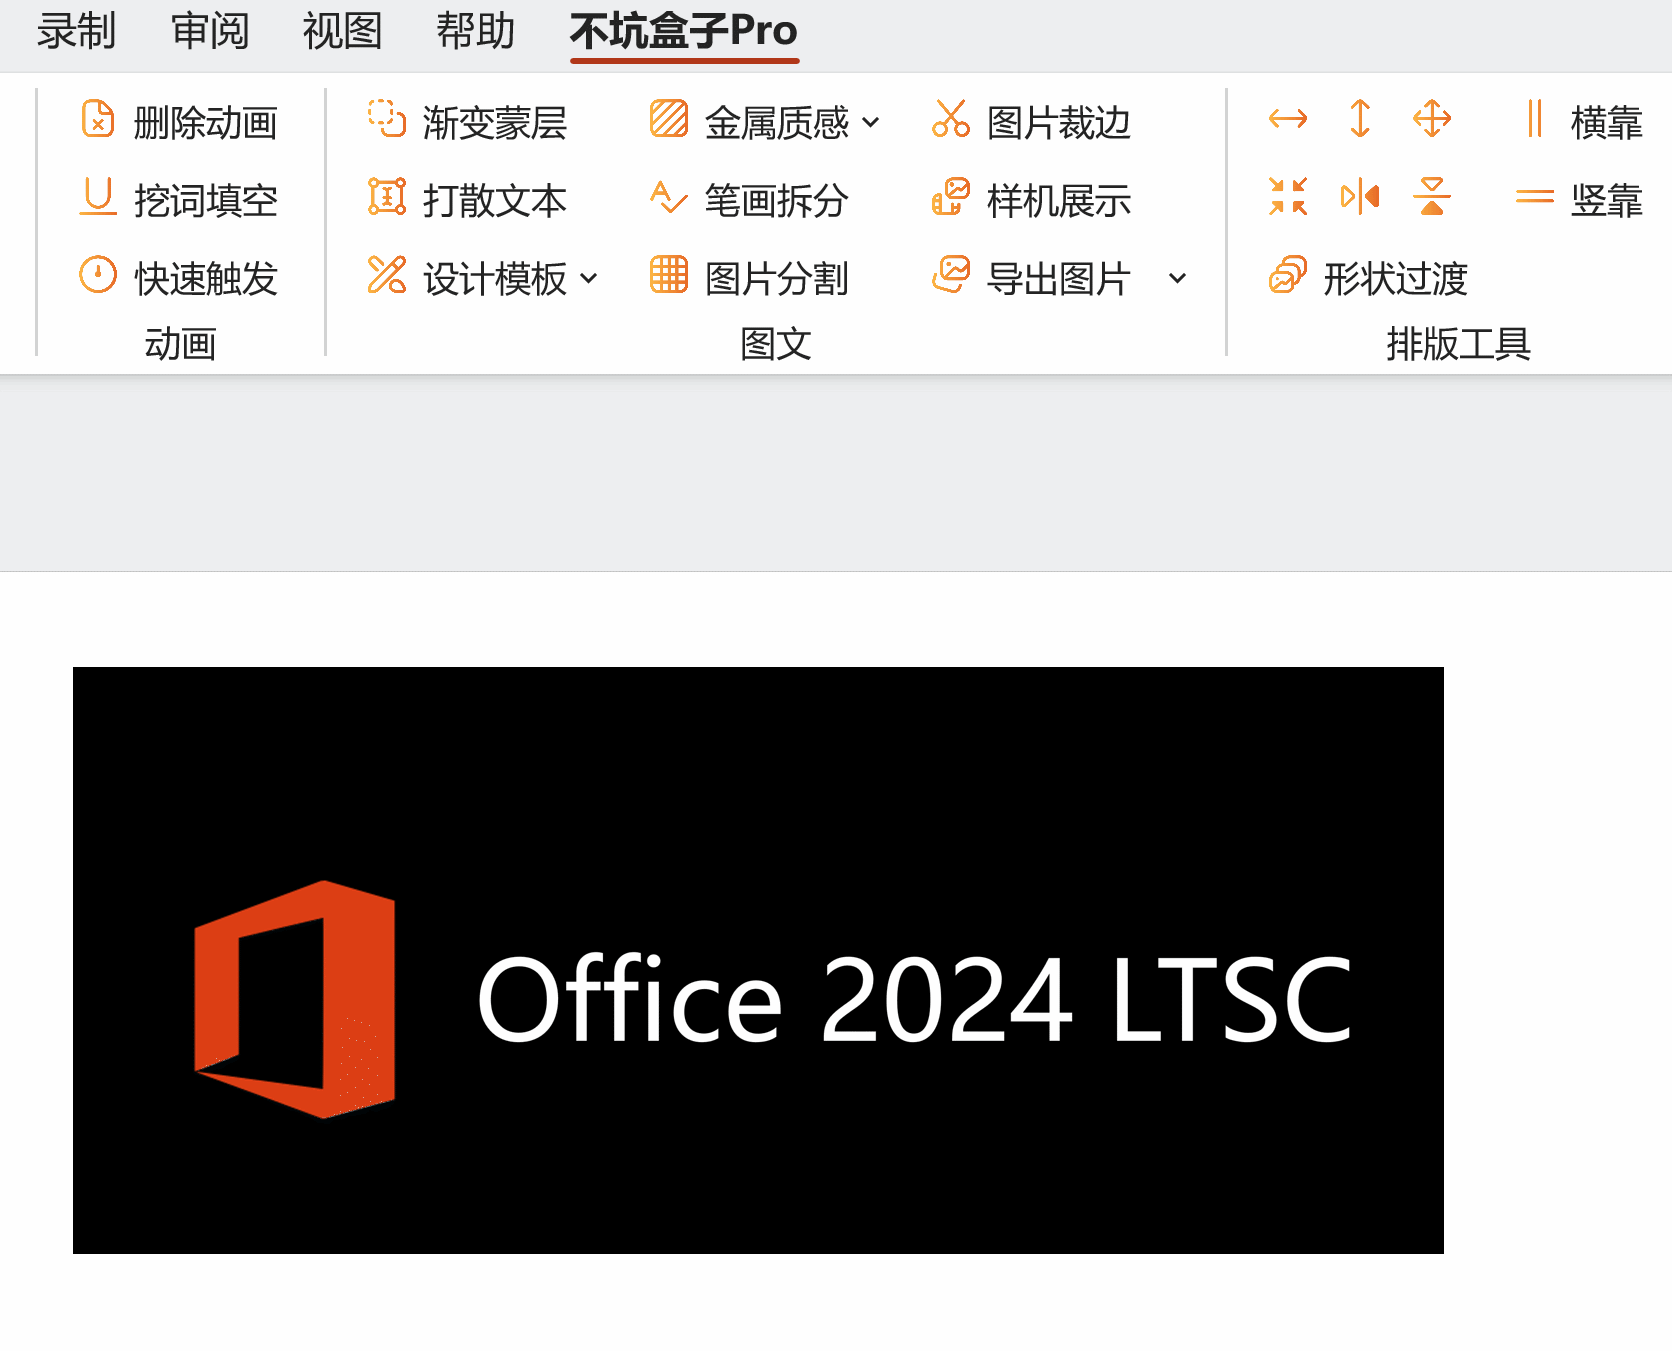 录制 审阅 视图 帮助 不坑盒子Pro
删除动画 渐变蒙层 金属质感 图片裁边 横靠
挖词填空 打散文本 笔画拆分 样机展示 竖靠
快速触发 设计模板 图片分割 导出图片 形状过渡
动画 图文 排版工具
Office 2024 LTSC